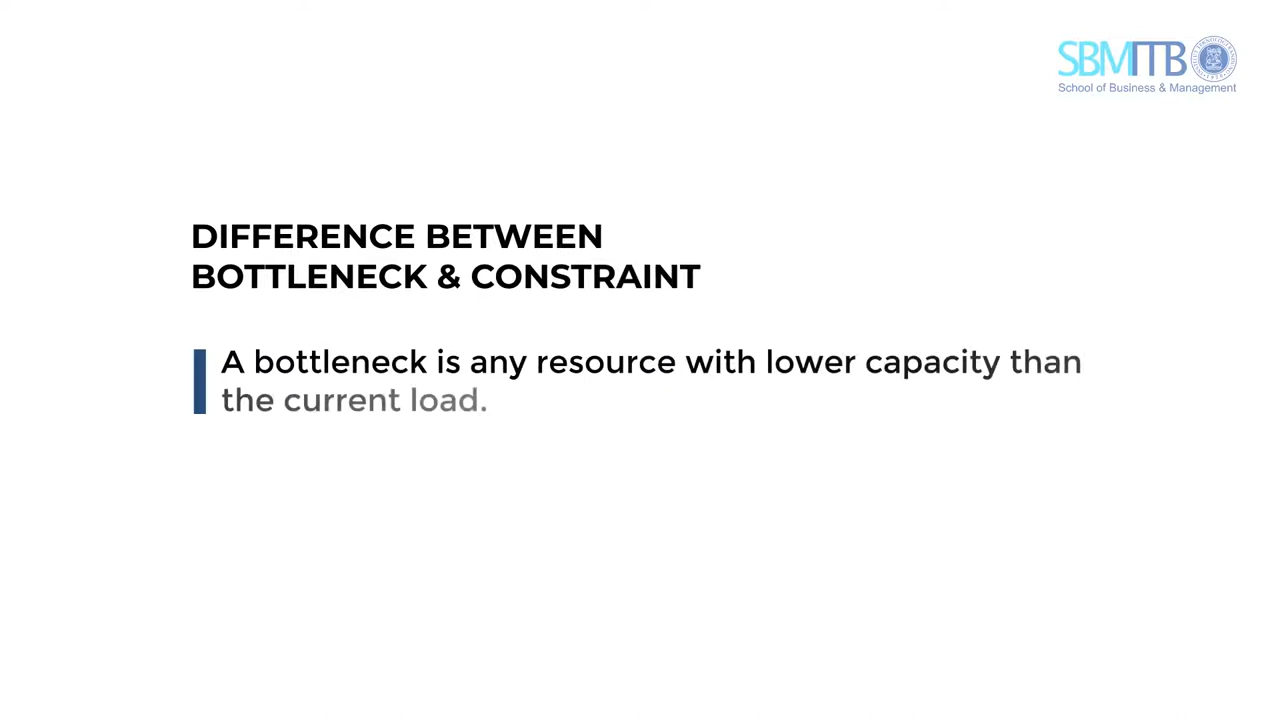 SBMITB
School of Business & Management
DIFFERENCE BETWEEN
BOTTLENECK & CONSTRAINT
A bottleneck is any resource with lower capacity than
the current load.